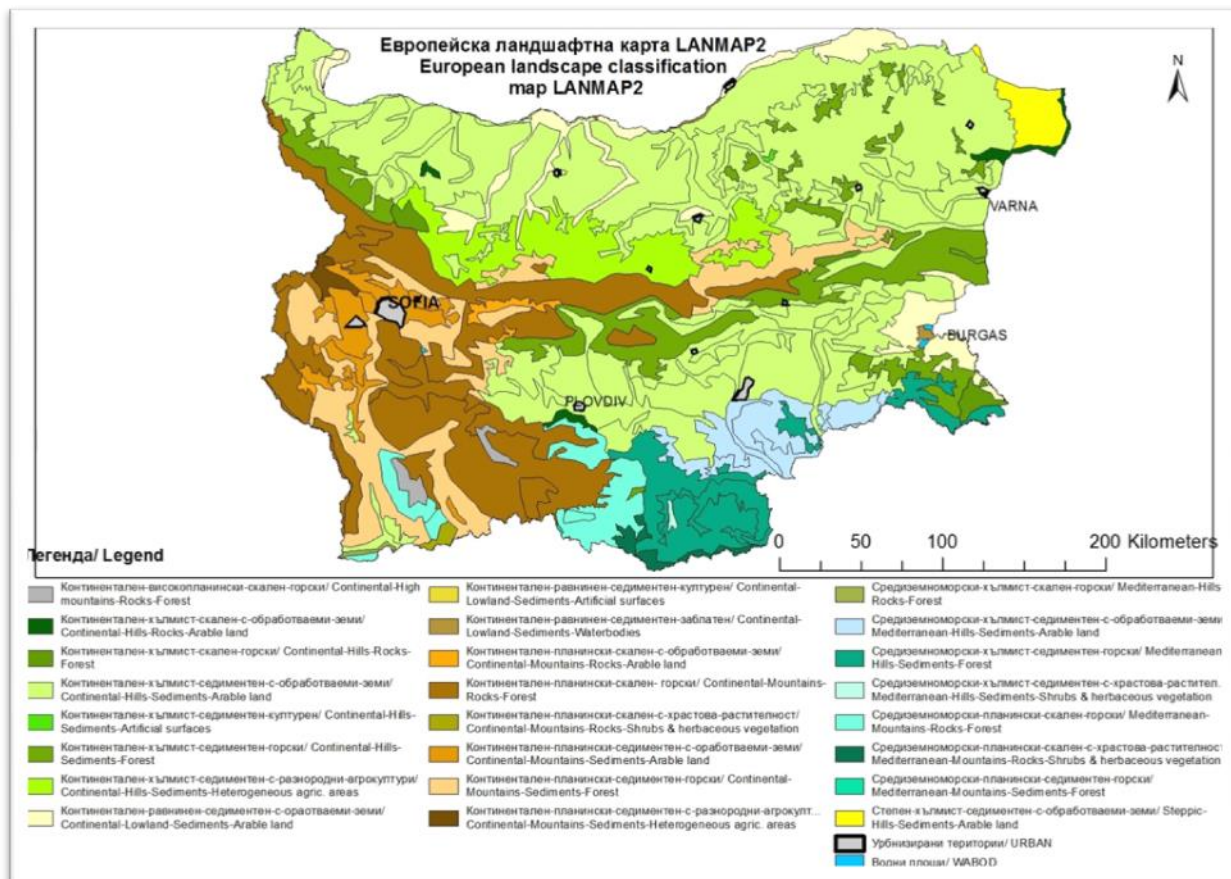 Европейска ландшафтна карта LANMAP2
European landscape classification
map LANMAP2
N
VARNA
SOFIA
BURGAS
PLOVDIV
0 50 100 200 Kilometers
Легенда/ Legend
Континентален-високопланински-скален-горски/ Continental-High
mountains-Rocks-Forest
Континентален-хълмист-скален-с-обработваеми-земи/
Continental-Hills-Rocks-Arable land
Континентален-хълмист-скален-горски/ Continental-Hills-Rocks-
Forest
Континентален-хълмист-седиментен-с-обработваеми-земи/
Continental-Hills-Sediments-Arable land
Континентален-хълмист-седиментен-културен/ Continental-Hills-
Sediments-Artificial surfaces
Континентален-хълмист-седиментен-горски/ Continental-Hills-
Sediments-Forest
Континентален-хълмист-седиментен-с-разнородни-агрокултури/
Continental-Hills-Sediments-Heterogeneous agric. areas
Континентален-равнинен-седиментен-с-ораотваеми-земи/
Continental-Lowland-Sediments-Arable land
Континентален-равнинен-седиментен-културен/ Continental-
Lowland-Sediments-Artificial surfaces
Континентален-равнинен-седиментен-заблатен/ Continental-
Lowland-Sediments-Waterbodies
Континентален-планински-скален-с-обработваеми-земи/
Continental-Mountains-Rocks-Arable land
Континентален-планински-скален- горски/ Continental-Mountains-
Rocks-Forest
Континентален-планински-скален-с-храстова-растителност/
Continental-Mountains-Rocks-Shrubs & herbaceous vegetation
Континентален-планински-седиментен-с-оработваеми-земи/
Continental-Mountains-Sediments-Arable land
Континентален-планински-седиментен-горски/ Continental-
Mountains-Sediments-Forest
Континентален-планински-седиментен-с-разнородни-агрокулт...
Continental-Mountains-Sediments-Heterogeneous agric. areas
Средиземноморски-хълмист-скален-горски/ Mediterranean-Hills
Rocks-Forest
Средиземноморски-хълмист-седиментен-с-обработваеми-земи
Mediterranean-Hills-Sediments-Arable land
Средиземноморски-хълмист-седиментен-горски/ Mediterranean
Hills-Sediments-Forest
Средиземноморски-хълмист-седиментен-с-храстова-растител...
Mediterranean-Hills-Sediments-Shrubs & herbaceous vegetation
Средиземноморски-планински-скален-горски/ Mediterranean-
Mountains-Rocks-Forest
Средиземноморски-планински-скален-с-храстова-растителност
Mediterranean-Mountains-Rocks-Shrubs & herbaceous vegetation
Средиземноморски-планински-седиментен-горски/
Mediterranean-Mountains-Sediments-Forest
Степен-хълмист-седиментен-с-обработваеми-земи/ Steppic-
Hills-Sediments-Arable land
Урбнизирани територии/ URBAN
Водни площи/ WABOD